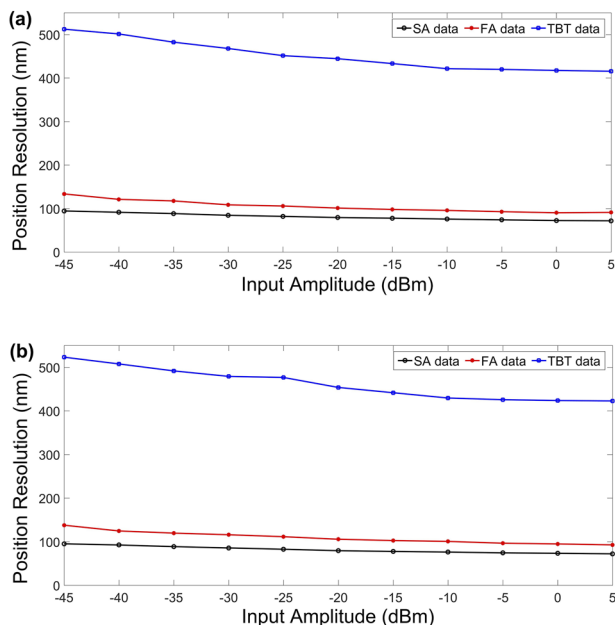 (a)
SA data FA data TBT data
500
400
300
200
100
0
Position Resolution (nm)
-45 -40 -35 -30 -25 -20 -15 -10 -5 0 5
Input Amplitude (dBm)
(b)
SA data FA data TBT data
500
400
300
200
100
0
Position Resolution (nm)
-45 -40 -35 -30 -25 -20 -15 -10 -5 0 5
Input Amplitude (dBm)